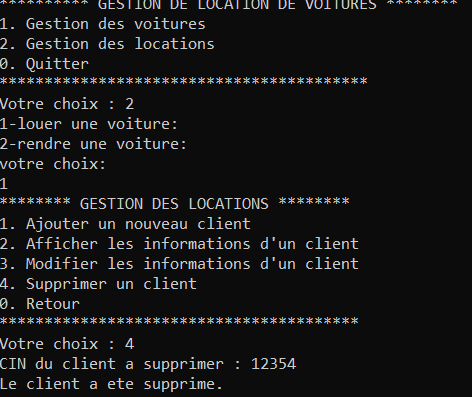 ********** GESTION DE LOCATION DE VOITURES ********
1. Gestion des voitures
2. Gestion des locations
0. Quitter
*****************************************
Votre choix : 2
1-louer une voiture:
2-rendre une voiture:
votre choix:
1
******** GESTION DES LOCATIONS ********
1. Ajouter un nouveau client
2. Afficher les informations d'un client
3. Modifier les informations d'un client
4. Supprimer un client
0. Retour
****************************************
Votre choix : 4
CIN du client a supprimer : 12354
Le client a ete supprime.